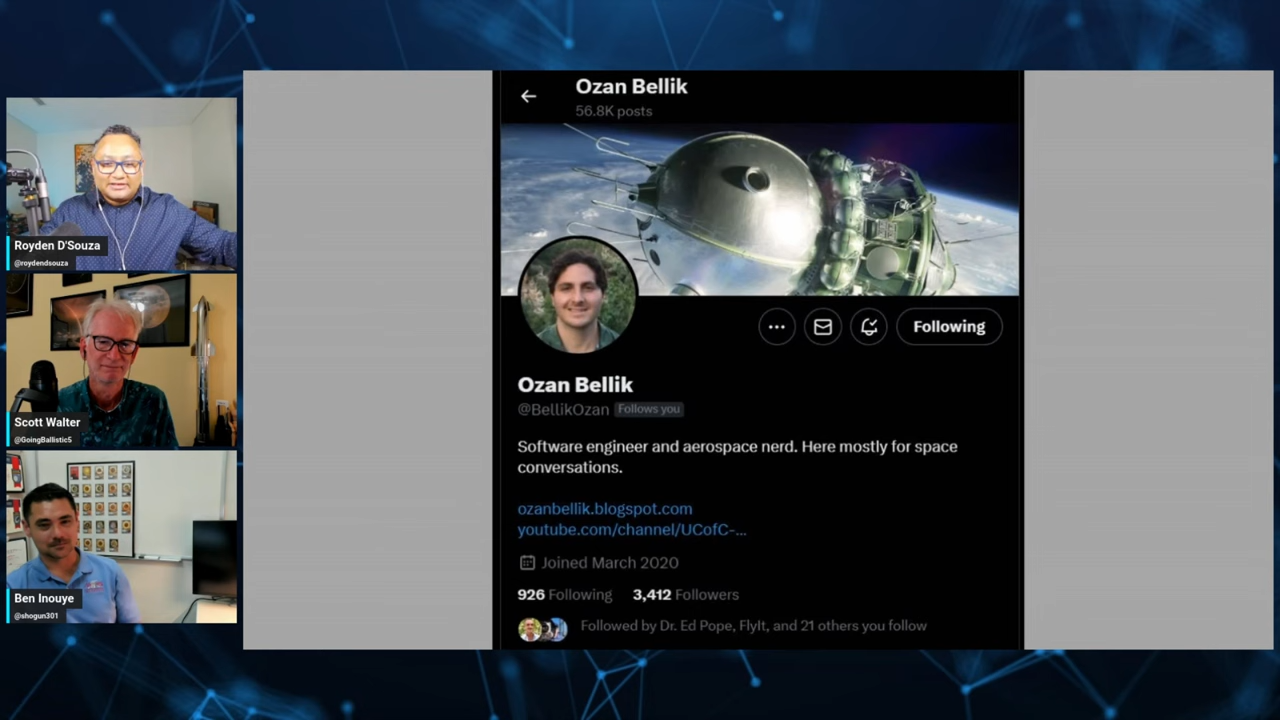 Royden D'Souza
@roydendsouza
Scott Walter
@GoingBallistic5
Ben Inouye
@shogun301
Ozan Bellik
56.8K posts
Following
Ozan Bellik
@BellikOzan Follows you
Software engineer and aerospace nerd. Here mostly for space
conversations.
ozanbellik.blogspot.com
youtube.com/channel/UCofC-...
Joined March 2020
926 Following 3,412 Followers
Followed by Dr. Ed Pope, FlyIt, and 21 others you follow